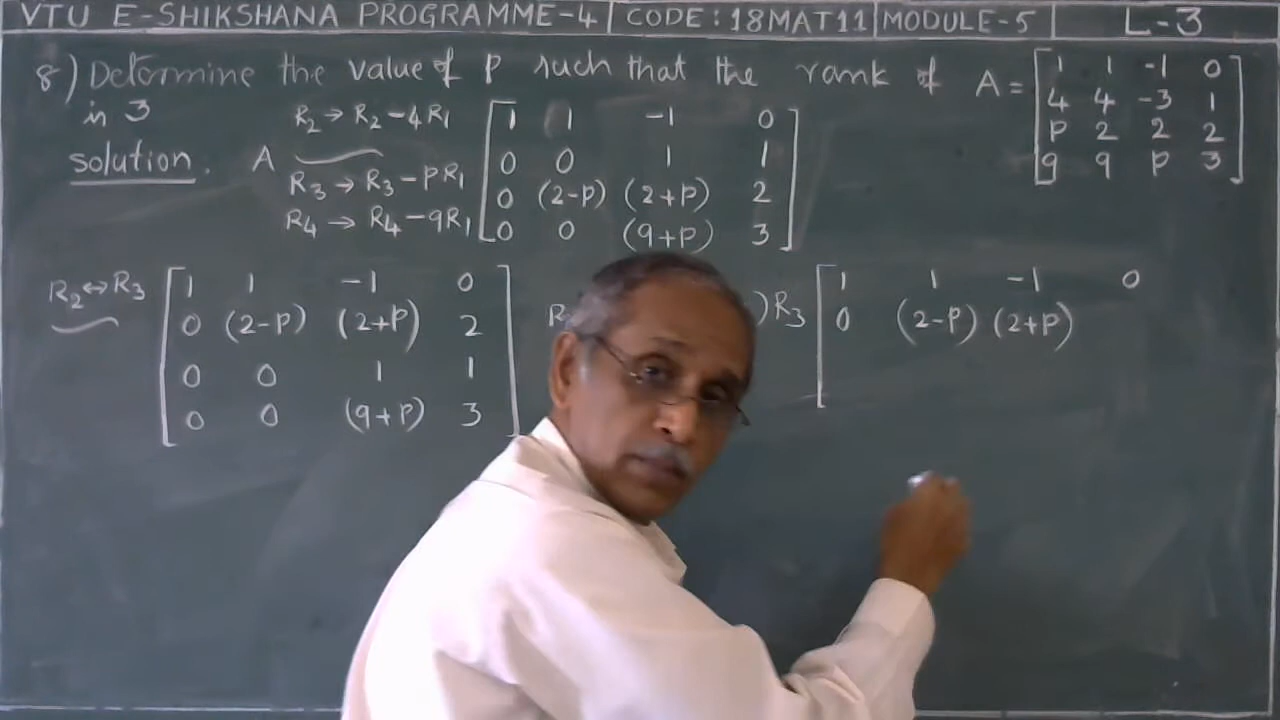 VTU E-SHIKSHANA PROGRAMME-4 | CODE: 18MAT11 | MODULE-5 | L-3
8) Determine the value of P such that the rank of A = [1 1 -1 0
4 4 -3 1
P 2 2 2
9 9 P 3]
is 3
solution. A R2 → R2-4R1
R3 → R3-PR1
R4 → R4-9R1
[1 1 -1 0
0 0 1 1
0 (2-P) (2+P) 2
0 0 (9+P) 3]
R2 ↔ R3 [1 1 -1 0
0 (2-P) (2+P) 2
0 0 1 1
0 0 (9+P) 3]
)R3 [1 1 -1 0
0 (2-P) (2+P)